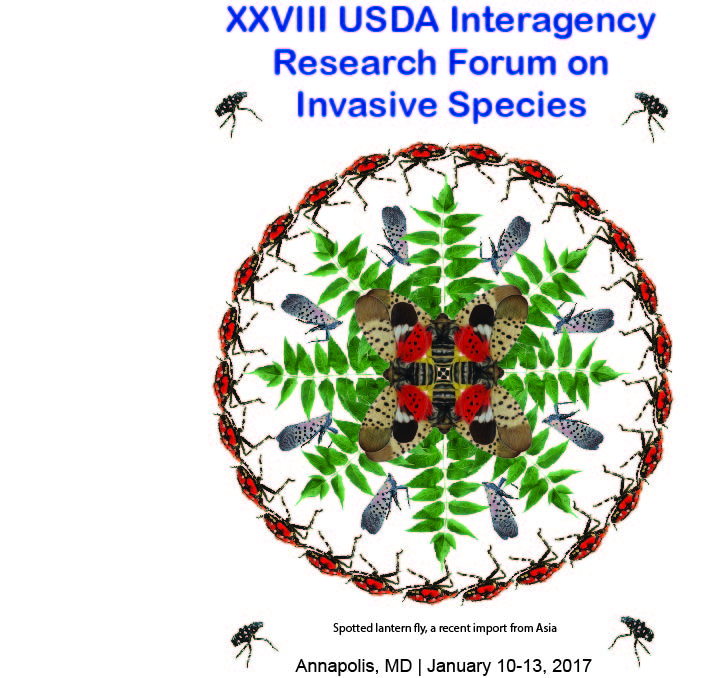 XXVIII USDA Interagency
Research Forum on
Invasive Species
Spotted lantern fly, a recent import from Asia
Annapolis, MD | January 10-13, 2017